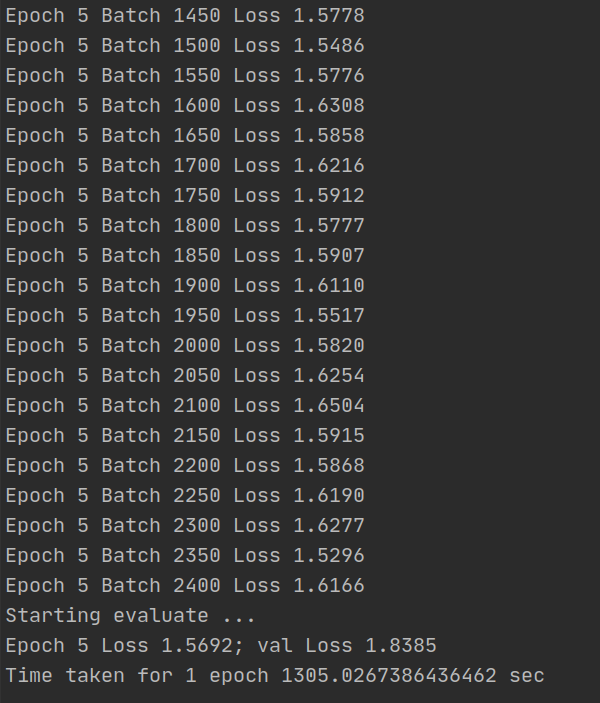 Epoch 5 Batch 1450 Loss 1.5778
Epoch 5 Batch 1500 Loss 1.5486
Epoch 5 Batch 1550 Loss 1.5776
Epoch 5 Batch 1600 Loss 1.6308
Epoch 5 Batch 1650 Loss 1.5858
Epoch 5 Batch 1700 Loss 1.6216
Epoch 5 Batch 1750 Loss 1.5912
Epoch 5 Batch 1800 Loss 1.5777
Epoch 5 Batch 1850 Loss 1.5907
Epoch 5 Batch 1900 Loss 1.6110
Epoch 5 Batch 1950 Loss 1.5517
Epoch 5 Batch 2000 Loss 1.5820
Epoch 5 Batch 2050 Loss 1.6254
Epoch 5 Batch 2100 Loss 1.6504
Epoch 5 Batch 2150 Loss 1.5915
Epoch 5 Batch 2200 Loss 1.5868
Epoch 5 Batch 2250 Loss 1.6190
Epoch 5 Batch 2300 Loss 1.6277
Epoch 5 Batch 2350 Loss 1.5296
Epoch 5 Batch 2400 Loss 1.6166
Starting evaluate ...
Epoch 5 Loss 1.5692; val Loss 1.8385
Time taken for 1 epoch 1305.0267386436462 sec